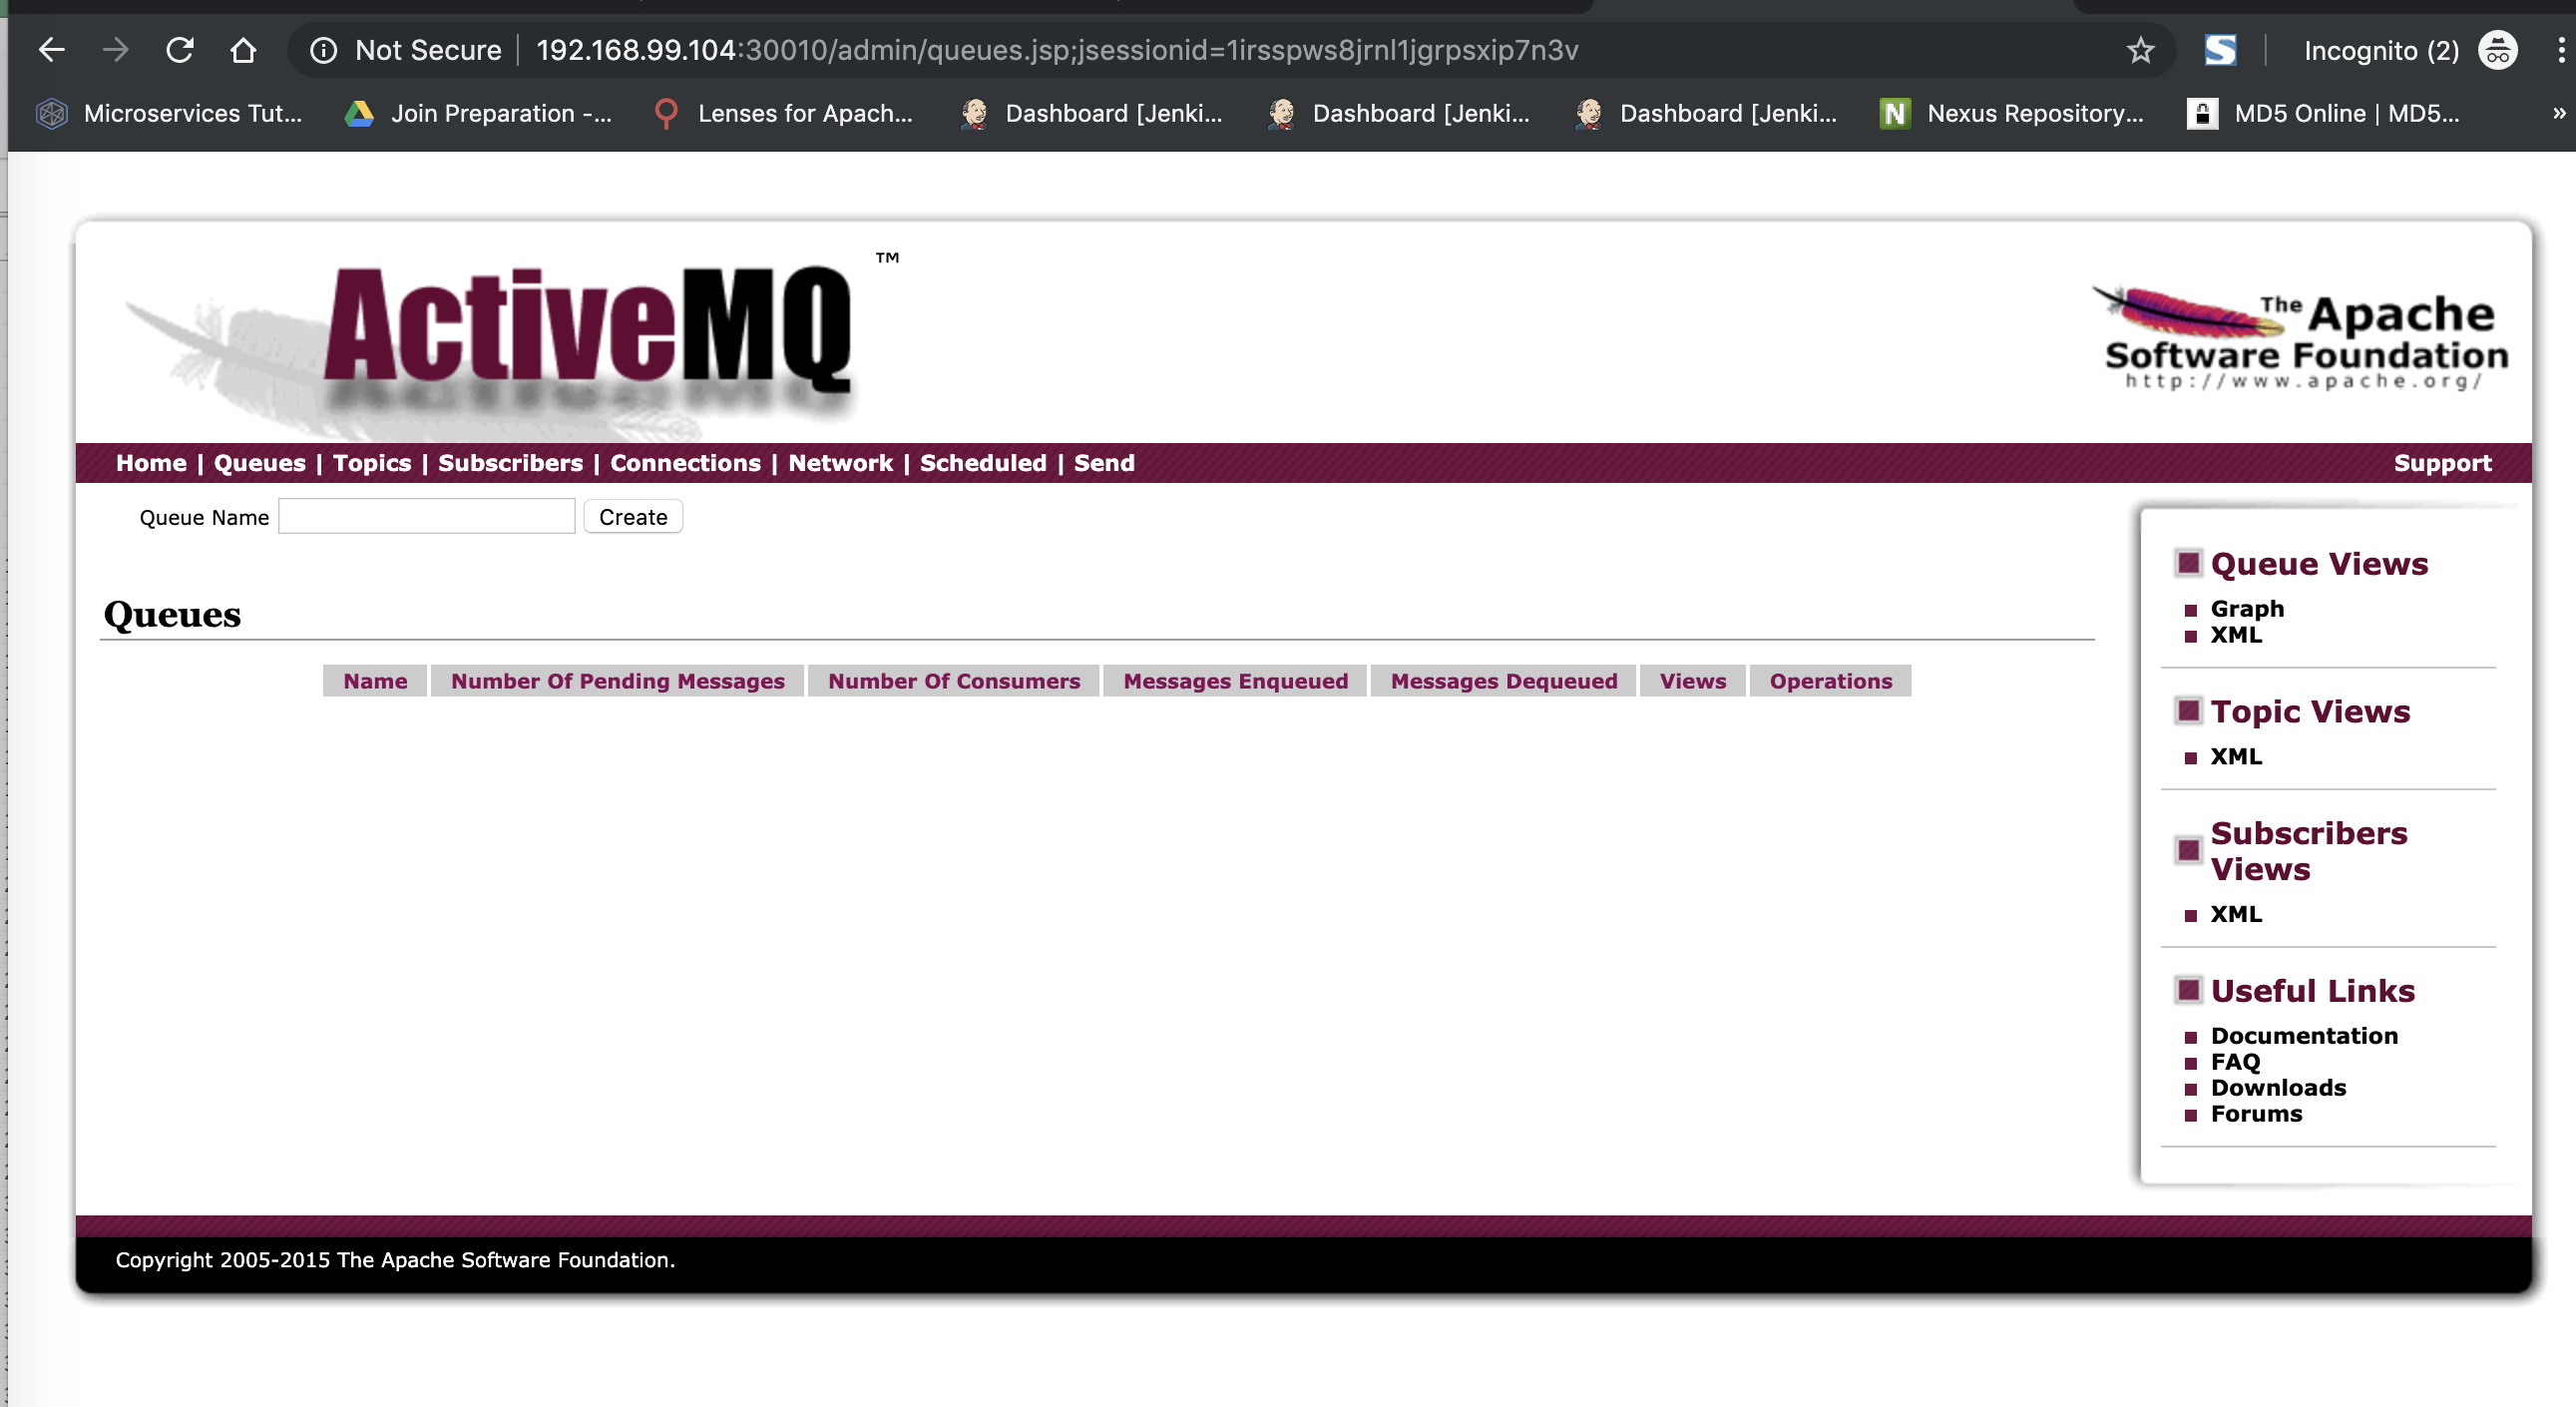 Not Secure 192.168.99.104:30010/admin/queues.jsp;jsessionid=1irsspws8jrnl1jgrpsxip7n3v Incognito (2)
Microservices Tut... Join Preparation -... Lenses for Apach... Dashboard [Jenki... Dashboard [Jenki... Dashboard [Jenki... Nexus Repository... MD5 Online | MD5... »
ActiveMQ ™
The Apache
Software Foundation
http://www.apache.org/
Home | Queues | Topics | Subscribers | Connections | Network | Scheduled | Send Support
Queue Name Create
Queues
Name Number Of Pending Messages Number Of Consumers Messages Enqueued Messages Dequeued Views Operations
Queue Views
Graph
XML
Topic Views
XML
Subscribers
Views
XML
Useful Links
Documentation
FAQ
Downloads
Forums
Copyright 2005-2015 The Apache Software Foundation.